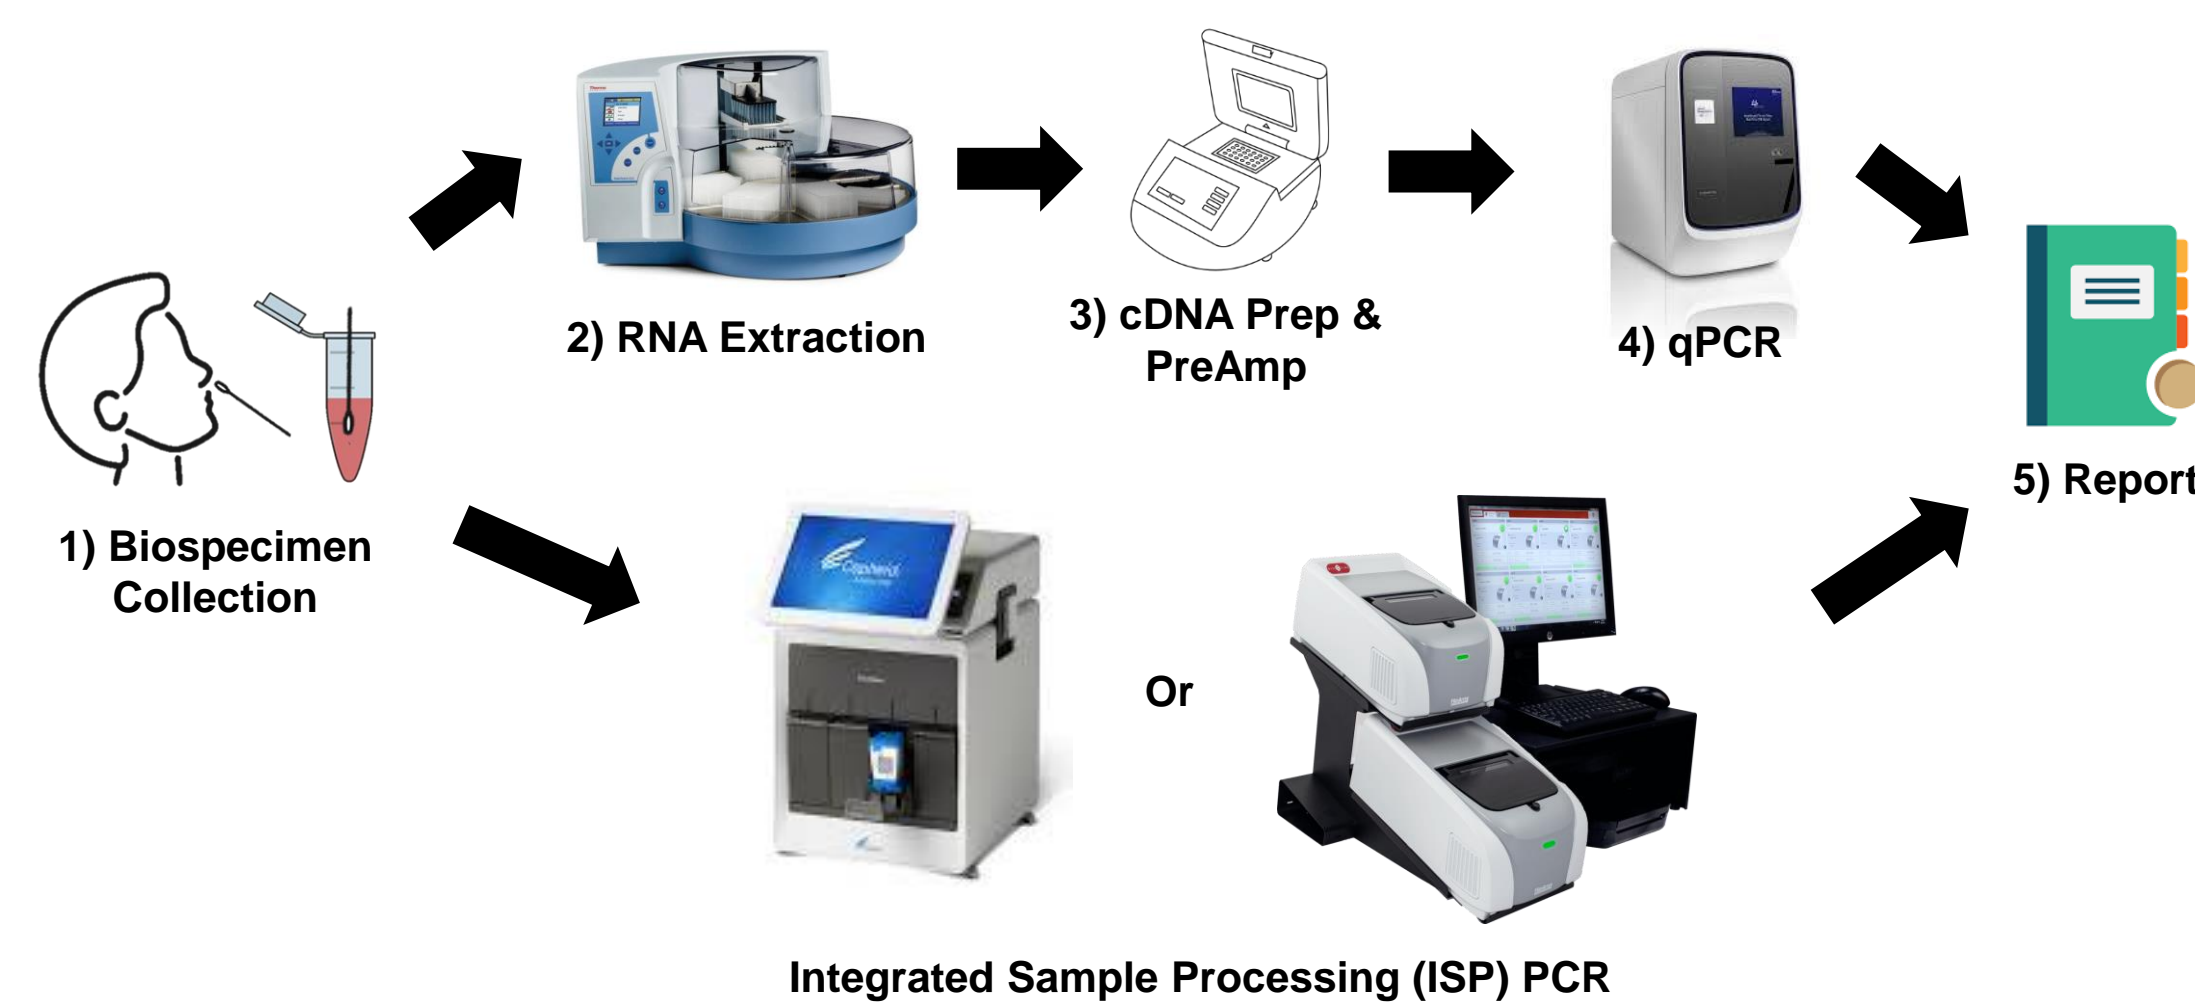 1) Biospecimen
Collection
2) RNA Extraction
3) cDNA Prep &
PreAmp
4) qPCR
5) Report
Cepheid
Or
Integrated Sample Processing (ISP) PCR